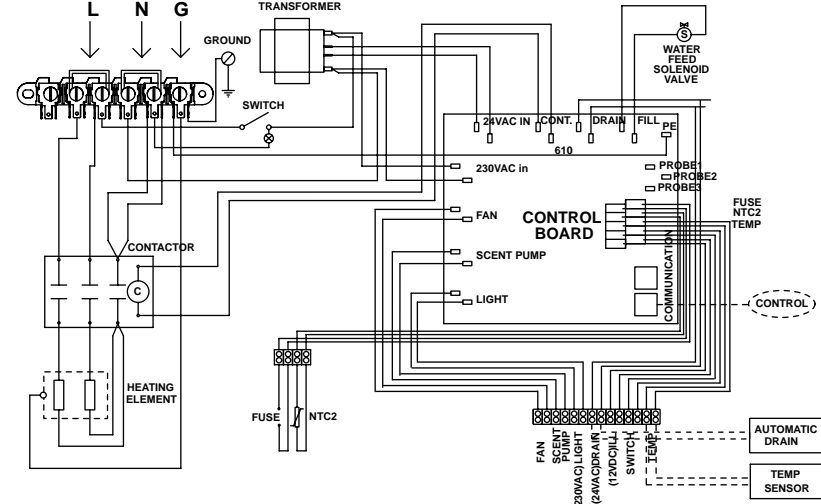 L N G
TRANSFORMER
GROUND
SWITCH
WATER
FEED
SOLENOID
VALVE
24VAC IN CONT. DRAIN FILL
610
PE
230VAC in
PROBE1
PROBE2
PROBE3
FAN
CONTROL
BOARD
FUSE
NTC2
TEMP
SCENT PUMP
LIGHT
COMMUNICATION
CONTROL
CONTACTOR
C
S
HEATING
ELEMENT
FUSE
NTC2
FAN
SCENT
PUMP
(230VAC)LIGHT
(24VAC)DRAIN
(12VDC)ILL
SWITCH
TEMP
AUTOMATIC
DRAIN
TEMP
SENSOR